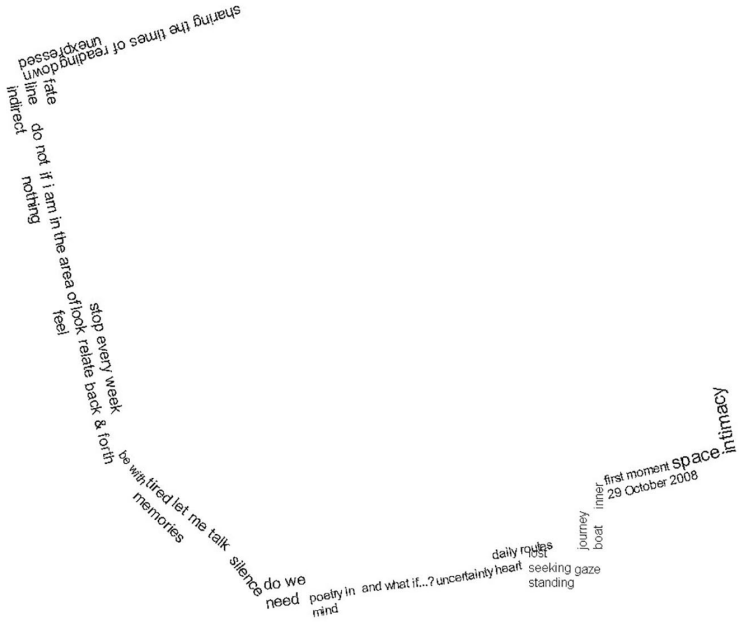 sharing the times of reading down
unexpressed
fate
line
indirect
do not if i am in the area of look relate back & forth
nothing
stop every week
feel
be with tired let me talk
memories
silence
do we
need
poetry in and what if...? uncertainty heart
mind
daily routes
lost
seeking gaze
standing
journey
boat
inner
first moment space.intimacy
29 October 2008